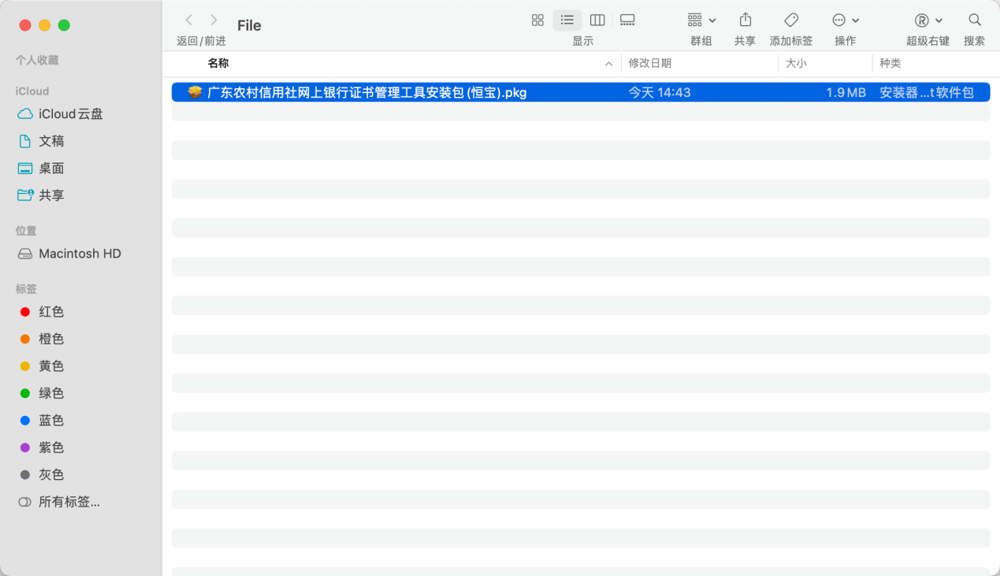 File
返回/前进
显示
群组
共享
添加标签
操作
超级右键
搜索
个人收藏
iCloud
iCloud云盘
文稿
桌面
共享
位置
Macintosh HD
标签
红色
橙色
黄色
绿色
蓝色
紫色
灰色
所有标签...
名称 修改日期 大小 种类
广东农村信用社网上银行证书管理工具安装包(恒宝).pkg 今天 14:43 1.9 MB 安装器...t软件包